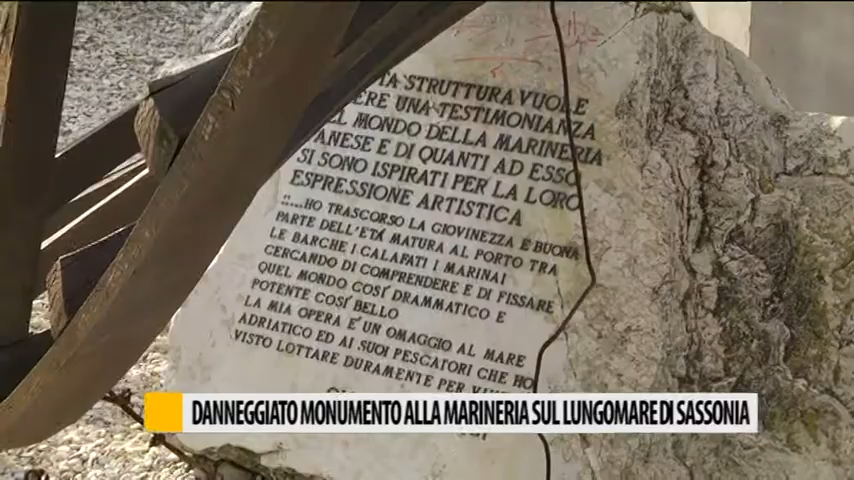 TA STRUTTURA VUOLE
ERE UNA TESTIMONIANZA
EL MONDO DELLA MARINERIA
ANESE E DI QUANTI AD ESSO
SI SONO ISPIRATI PER LA LORO
ESPRESSIONE ARTISTICA
::....HO TRASCORSO LA GIOVINEZZA E BUONA
PARTE DELL'ETÀ MATURA AL PORTO TRA
LE BARCHE I CALAFATI I MARINAI
CERCANDO DI COMPRENDERE E DI FISSARE
QUEL MONDO COSI' DRAMMATICO E
POTENTE COSI' BELLO
LA MIA OPERA E' UN OMAGGIO AL MARE
ADRIATICO ED AI SUOI PESCATORI CHE HO
VISTO LOTTARE DURAMENTE PER VIVERE
DANNEGGIATO MONUMENTO ALLA MARINERIA SUL LUNGOMARE DI SASSONIA